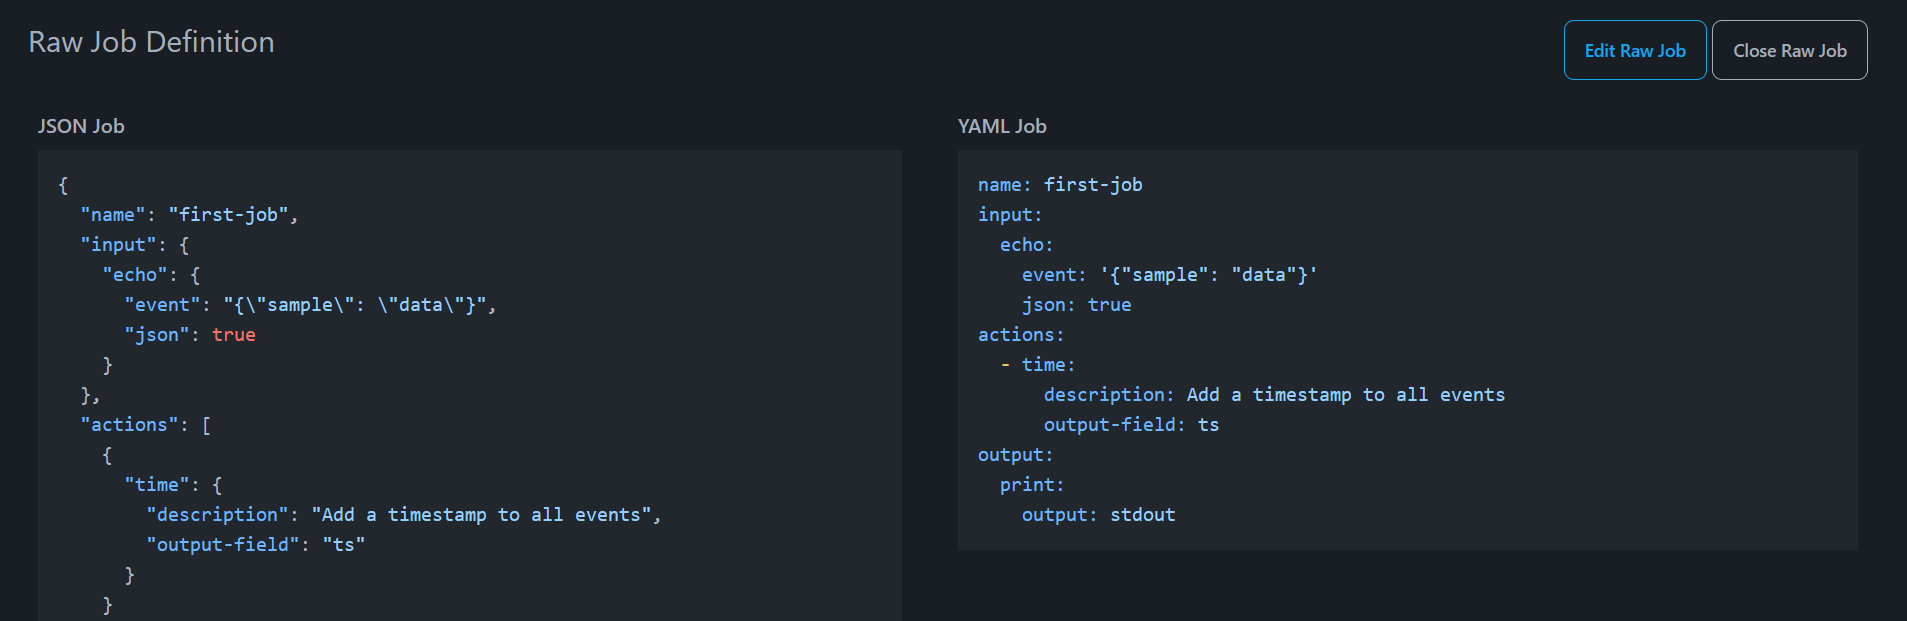 Raw Job Definition
Edit Raw Job
Close Raw Job
JSON Job
{
  "name": "first-job",
  "input": {
    "echo": {
      "event": "{\"sample\": \"data\"}",
      "json": true
    }
  },
  "actions": [
    {
      "time": {
        "description": "Add a timestamp to all events",
        "output-field": "ts"
      }
    }
YAML Job
name: first-job
input:
  echo:
    event: '{"sample": "data"}'
    json: true
actions:
  - time:
      description: Add a timestamp to all events
      output-field: ts
output:
  print:
    output: stdout